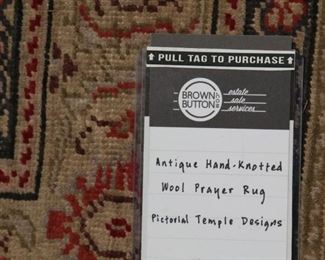 ↑ PULL TAG TO PURCHASE ↑
BROWN
BUTTON
estate
sale
services
Antique Hand-Knotted
Wool Prayer Rug
Pictorial Temple Designs